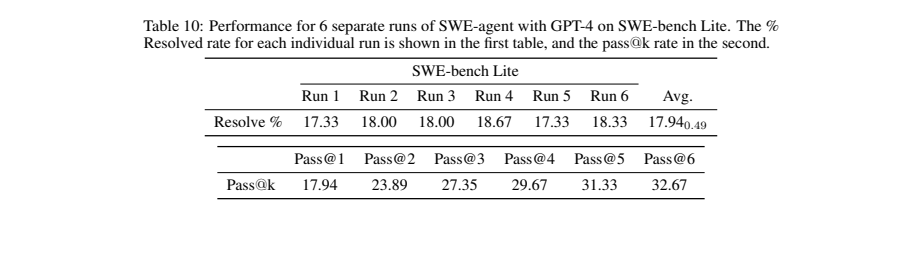 Table 10: Performance for 6 separate runs of SWE-agent with GPT-4 on SWE-bench Lite. The %
Resolved rate for each individual run is shown in the first table, and the pass@k rate in the second.
SWE-bench Lite
Run 1 Run 2 Run 3 Run 4 Run 5 Run 6 Avg.
Resolve % 17.33 18.00 18.00 18.67 17.33 18.33 17.940.49
Pass@1 Pass@2 Pass@3 Pass@4 Pass@5 Pass@6
Pass@k 17.94 23.89 27.35 29.67 31.33 32.67